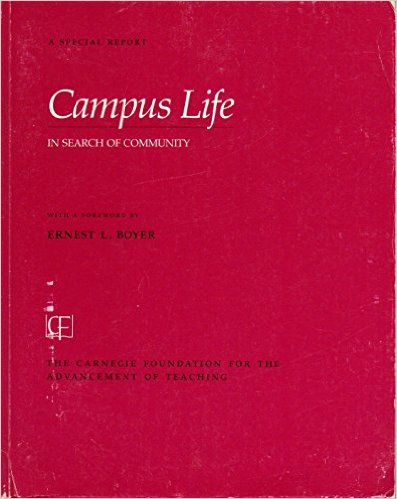 A SPECIAL REPORT
Campus Life
IN SEARCH OF COMMUNITY
WITH A FOREWORD BY
ERNEST L. BOYER
CF
THE CARNEGIE FOUNDATION FOR THE
ADVANCEMENT OF TEACHING